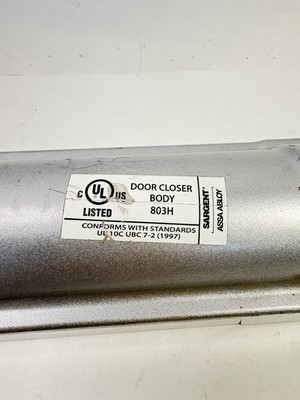 C UL US
LISTED
DOOR CLOSER
BODY
803H
CONFORMS WITH STANDARDS
UL 10C UBC 7-2 (1997)
SARGENT
ASSA ABLOY